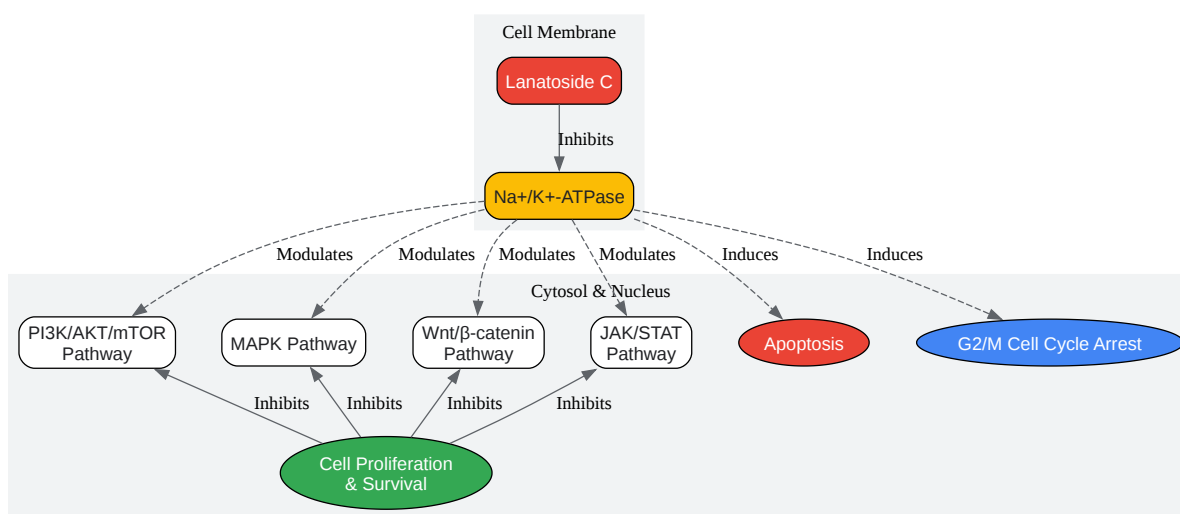 Cell Membrane
Lanatoside C
Inhibits
Na+/K+-ATPase
Modulates
Modulates
Modulates
Modulates
Induces
Induces
Cytosol & Nucleus
PI3K/AKT/mTOR
Pathway
MAPK Pathway
Wnt/β-catenin
Pathway
JAK/STAT
Pathway
Apoptosis
G2/M Cell Cycle Arrest
Inhibits
Inhibits
Inhibits
Inhibits
Cell Proliferation
& Survival